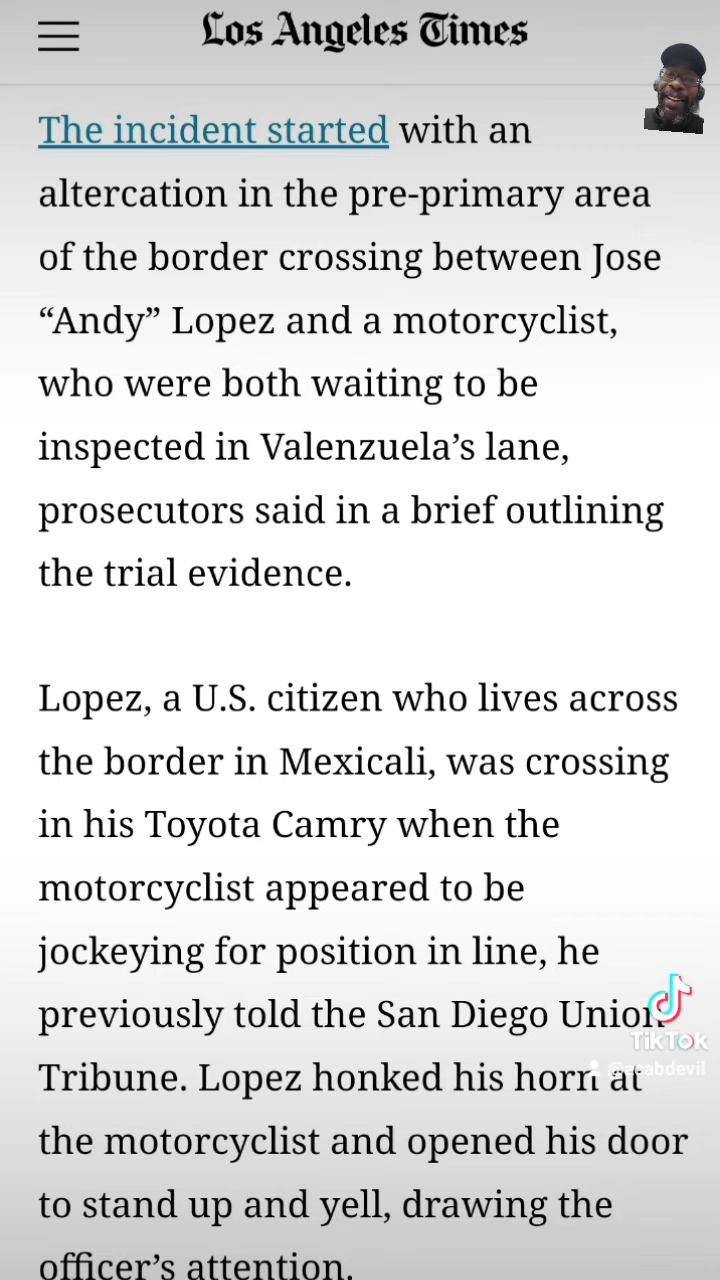 Los Angeles Times
The incident started with an
altercation in the pre-primary area
of the border crossing between Jose
“Andy” Lopez and a motorcyclist,
who were both waiting to be
inspected in Valenzuela’s lane,
prosecutors said in a brief outlining
the trial evidence.
Lopez, a U.S. citizen who lives across
the border in Mexicali, was crossing
in his Toyota Camry when the
motorcyclist appeared to be
jockeying for position in line, he
previously told the San Diego Union-
Tribune. Lopez honked his horn at
the motorcyclist and opened his door
to stand up and yell, drawing the
officer’s attention.
TikTok